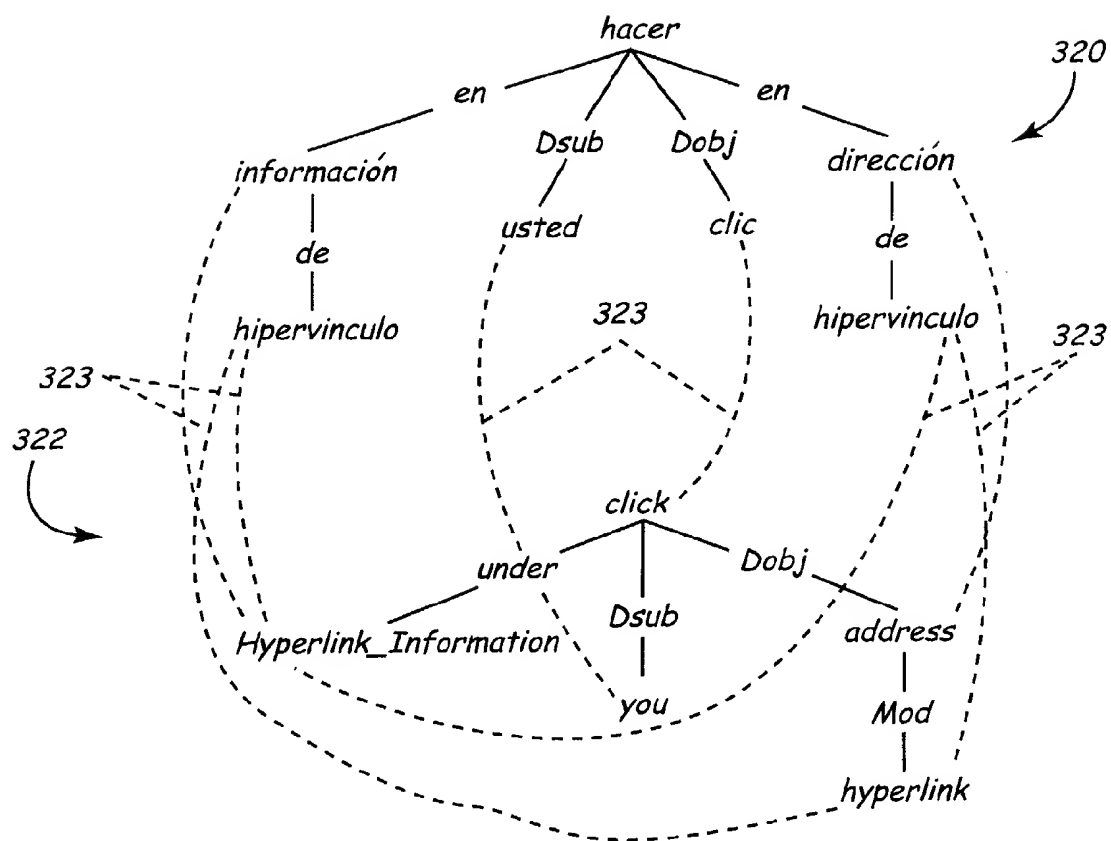 hacer
320
en
en
Dsub Dobj
información
dirección
usted clic
de
de
323
hipervinculo
hipervinculo
323
323
322
click
under
Dobj
Dsub
Hyperlink_Information
address
you
Mod
hyperlink